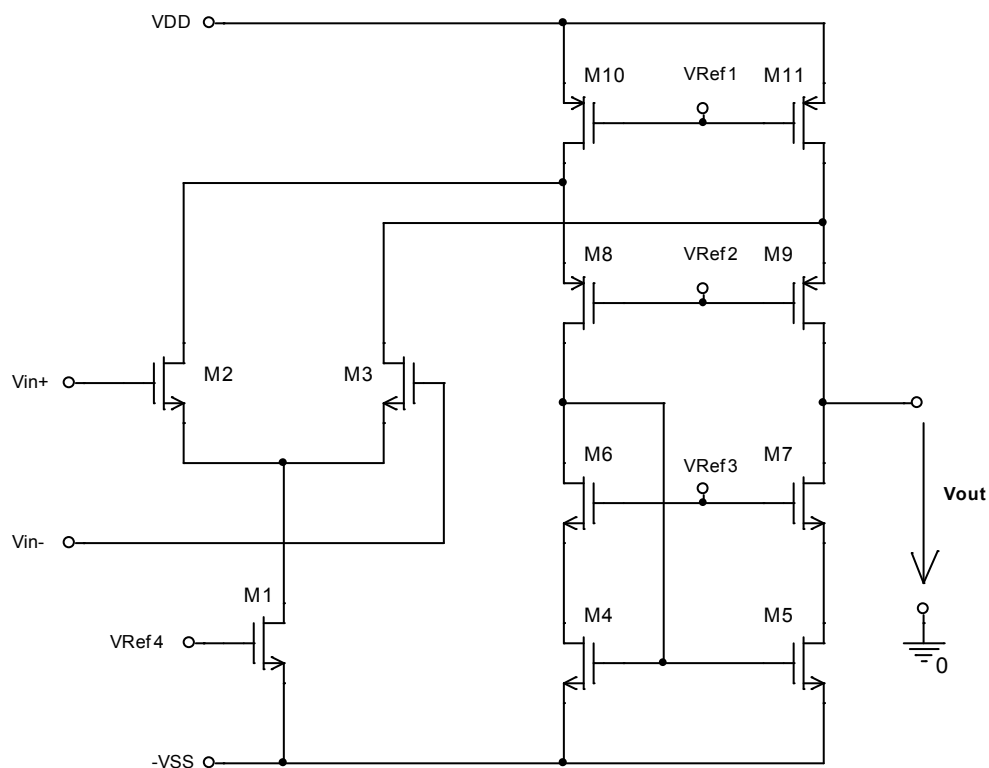 VDD
M10
VRef1
M11
M8
VRef2
M9
Vin+
M2
M3
M6
VRef3
M7
Vout
Vin-
M1
VRef4
M4
M5
0
-VSS